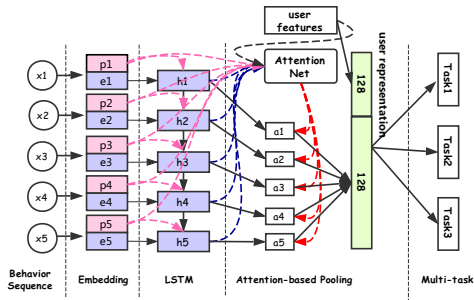 user
features
user representation
x1
p1
e1
h1
Attention
Net
128
Task1
x2
p2
e2
h2
a1
x3
p3
e3
h3
a2
Task2
x4
p4
e4
h4
a3
128
x5
p5
e5
h5
a4
a5
Task3
Behavior
Sequence
Embedding
LSTM
Attention-based Pooling
Multi-task